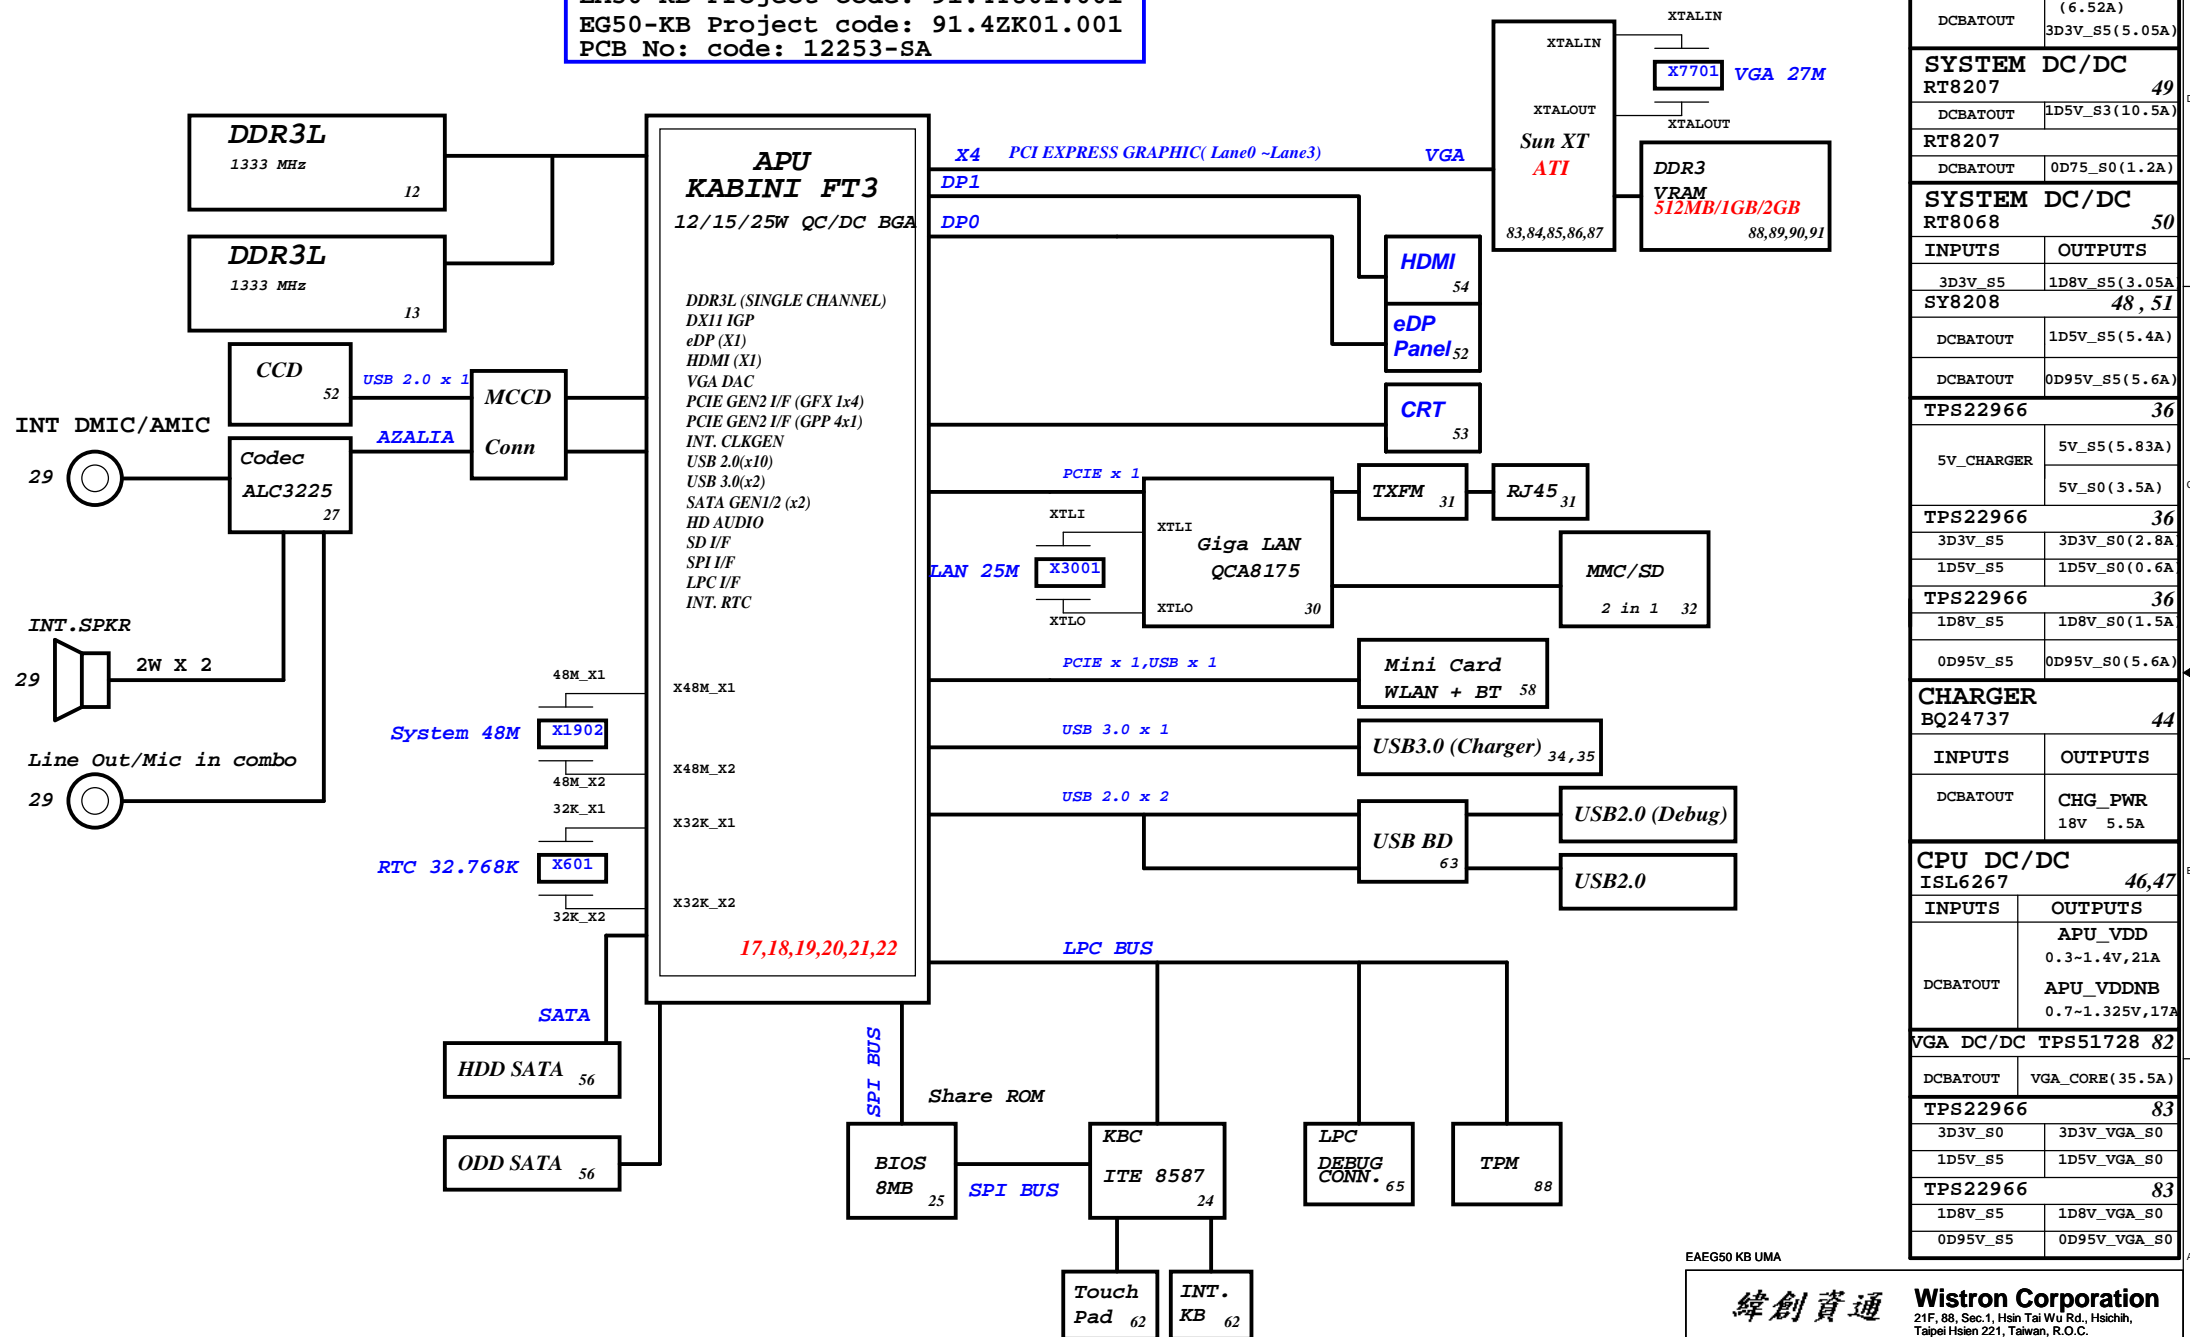 EG50-KB Project code: 91.4ZK01.001
PCB No: code: 12253-SA
DDR3L
1333 MHz
12
DDR3L
1333 MHz
13
CCD
52
USB 2.0 x 1
MCCD
Conn
AZALIA
INT DMIC/AMIC
29
Codec
ALC3225
27
INT.SPKR
29
2W X 2
Line Out/Mic in combo
29
APU
KABINI FT3
12/15/25W QC/DC BGA
DDR3L (SINGLE CHANNEL)
DX11 IGP
eDP (X1)
HDMI (X1)
VGA DAC
PCIE GEN2 I/F (GFX 1x4)
PCIE GEN2 I/F (GPP 4x1)
INT. CLKGEN
USB 2.0(x10)
USB 3.0(x2)
SATA GEN1/2 (x2)
HD AUDIO
SD I/F
SPI I/F
LPC I/F
INT. RTC
48M_X1
X48M_X1
System 48M
X1902
X48M_X2
48M_X2
32K_X1
X32K_X1
RTC 32.768K
X601
X32K_X2
32K_X2
17,18,19,20,21,22
SATA
HDD SATA
56
ODD SATA
56
X4
PCI EXPRESS GRAPHIC( Lane0 ~Lane3)
VGA
DP1
DP0
XTALIN
XTALIN
X7701
VGA 27M
XTALOUT
XTALOUT
Sun XT
ATI
83,84,85,86,87
DDR3
VRAM
512MB/1GB/2GB
88,89,90,91
HDMI
54
eDP
Panel
52
CRT
53
PCIE x 1
XTLI
XTLI
LAN 25M
X3001
Giga LAN
QCA8175
XTLO
30
XTLO
TXFM
31
RJ45
31
MMC/SD
2 in 1
32
PCIE x 1,USB x 1
Mini Card
WLAN + BT
58
USB 3.0 x 1
USB3.0 (Charger)
34,35
USB 2.0 x 2
USB BD
63
USB2.0 (Debug)
USB2.0
LPC BUS
SPI BUS
Share ROM
BIOS
8MB
25
SPI BUS
KBC
ITE 8587
24
LPC
DEBUG
CONN.
65
TPM
88
Touch
Pad
62
INT.
KB
62
DCBATOUT
(6.52A)
3D3V_S5(5.05A)
SYSTEM DC/DC
RT8207
49
DCBATOUT
1D5V_S3(10.5A)
RT8207
DCBATOUT
0D75_S0(1.2A)
SYSTEM DC/DC
RT8068
50
INPUTS
OUTPUTS
3D3V_S5
1D8V_S5(3.05A
SY8208
48 , 51
DCBATOUT
1D5V_S5(5.4A)
DCBATOUT
0D95V_S5(5.6A)
TPS22966
36
5V_CHARGER
5V_S5(5.83A)
5V_S0(3.5A)
TPS22966
36
3D3V_S5
3D3V_S0(2.8A
1D5V_S5
1D5V_S0(0.6A
TPS22966
36
1D8V_S5
1D8V_S0(1.5A
0D95V_S5
0D95V_S0(5.6A)
CHARGER
BQ24737
44
INPUTS
OUTPUTS
DCBATOUT
CHG_PWR
18V 5.5A
CPU DC/DC
ISL6267
46,47
INPUTS
OUTPUTS
DCBATOUT
APU_VDD
0.3~1.4V,21A
APU_VDDNB
0.7~1.325V,17A
VGA DC/DC TPS51728 82
DCBATOUT
VGA_CORE(35.5A)
TPS22966
83
3D3V_S0
3D3V_VGA_S0
1D5V_S5
1D5V_VGA_S0
TPS22966
83
1D8V_S5
1D8V_VGA_S0
0D95V_S5
0D95V_VGA_S0
EAEG50 KB UMA
緯創資通
Wistron Corporation
21F, 88, Sec.1, Hsin Tai Wu Rd., Hsichih,
Taipei Hsien 221, Taiwan, R.O.C.